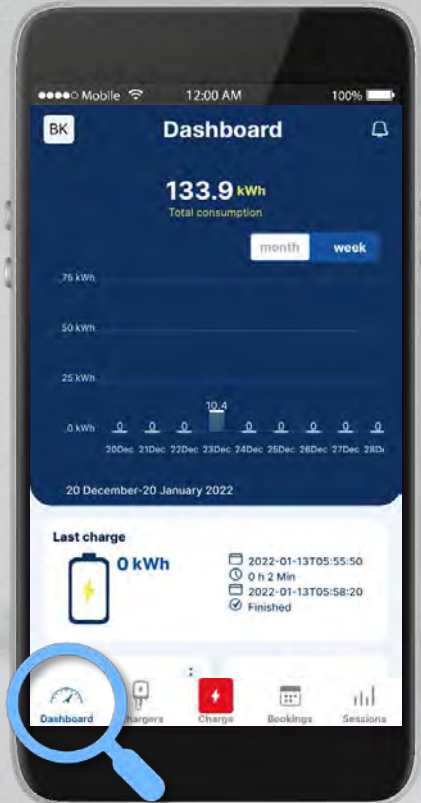 Mobile 12:00 AM 100%
BK Dashboard
133.9 kWh
Total consumption
month week
75 kWh
50 kWh
25 kWh
10,4
0 kWh 0 0 0 0 0 0 0 0
20Dec 21Dec 22Dec 23Dec 24Dec 25Dec 26Dec 27Dec 28D
20 December-20 January 2022
Last charge
0 kWh
2022-01-13T05:55:50
0 h 2 Min
2022-01-13T05:58:20
Finished
Dashboard Chargers Charge Bookings Sessions